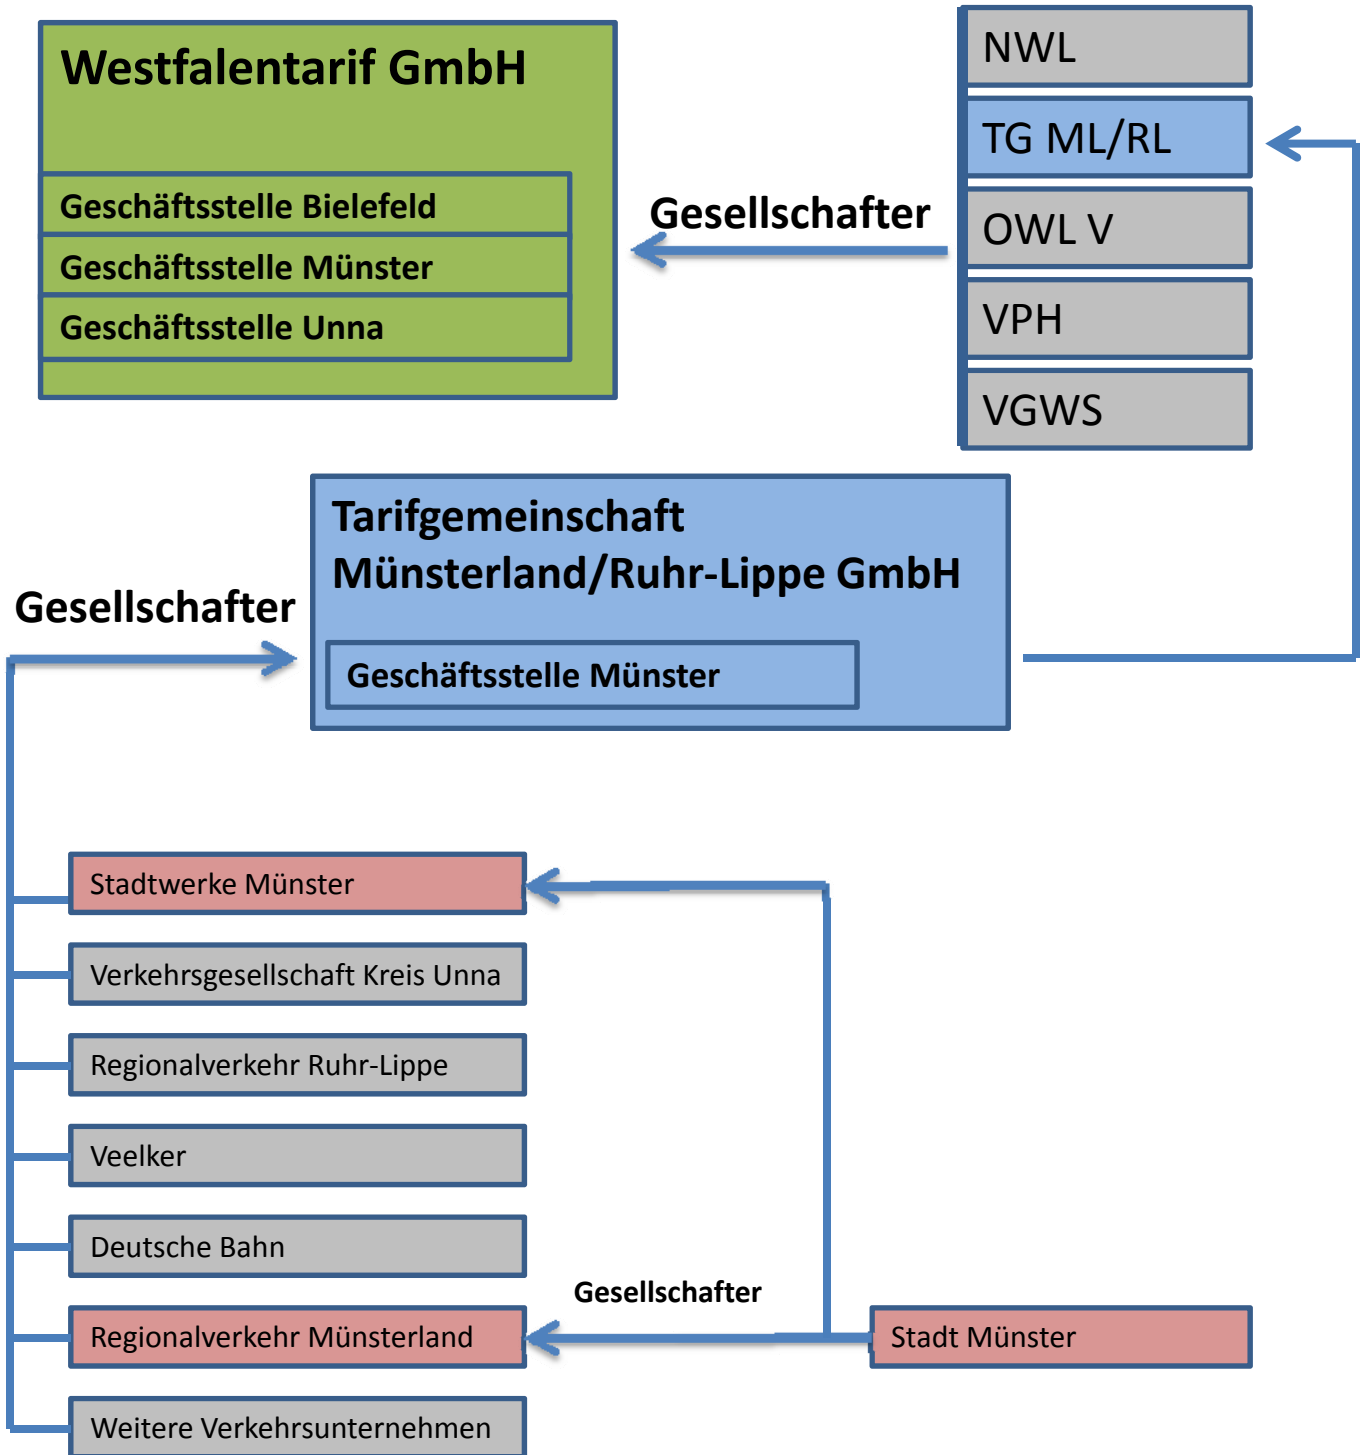 Westfalentarif GmbH
Geschäftsstelle Bielefeld
Geschäftsstelle Münster
Geschäftsstelle Unna
Gesellschafter
NWL
TG ML/RL
OWL V
VPH
VGWS
Tarifgemeinschaft
Münsterland/Ruhr-Lippe GmbH
Geschäftsstelle Münster
Gesellschafter
Stadtwerke Münster
Verkehrsgesellschaft Kreis Unna
Regionalverkehr Ruhr-Lippe
Veelker
Deutsche Bahn
Regionalverkehr Münsterland
Weitere Verkehrsunternehmen
Gesellschafter
Stadt Münster